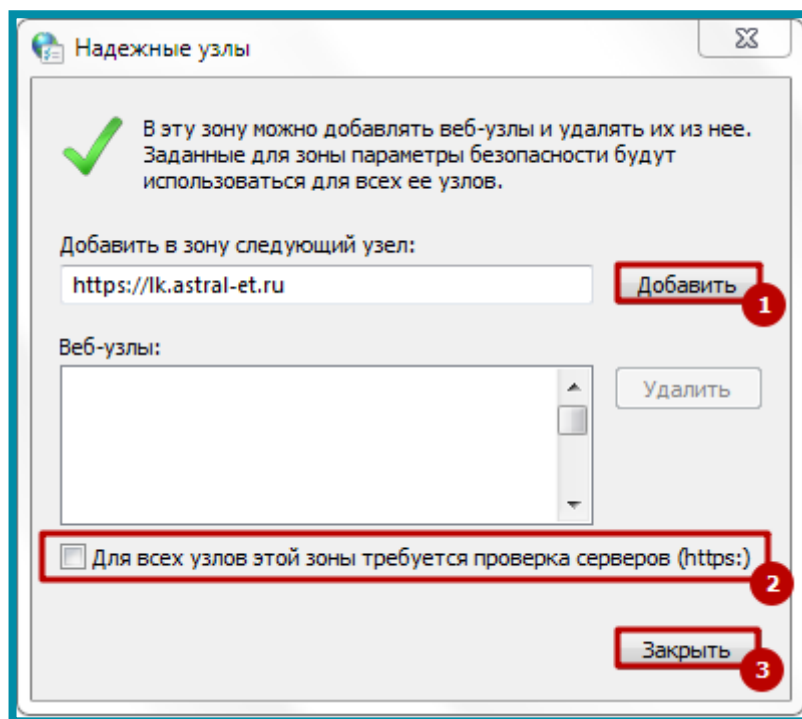 Надежные узлы
В эту зону можно добавлять веб-узлы и удалять их из нее.
Заданные для зоны параметры безопасности будут
использоваться для всех ее узлов.
Добавить в зону следующий узел:
https://lk.astral-et.ru
Добавить
1
Веб-узлы:
Удалить
Для всех узлов этой зоны требуется проверка серверов (https:)
2
Закрыть
3